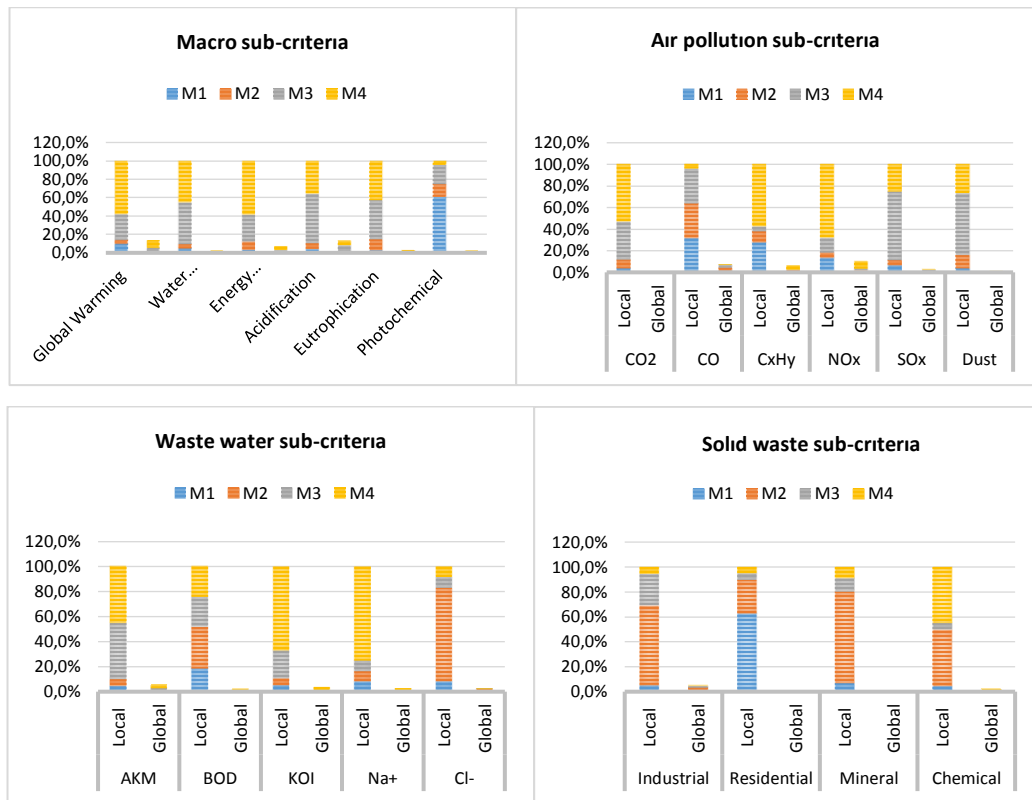 Macro sub-crıterıa
M1 M2 M3 M4
120,0%
100,0%
80,0%
60,0%
40,0%
20,0%
0,0%
Global Warming
Water...
Energy...
Acidification
Eutrophication
Photochemical
Aır pollutıon sub-crıterıa
M1 M2 M3 M4
120,0%
100,0%
80,0%
60,0%
40,0%
20,0%
0,0%
Local Global Local Global Local Global Local Global Local Global Local Global
CO2 CO CxHy NOx SOx Dust
Waste water sub-crıterıa
M1 M2 M3 M4
120,0%
100,0%
80,0%
60,0%
40,0%
20,0%
0,0%
Local Global Local Global Local Global Local Global Local Global
AKM BOD KOI Na+ Cl-
Solıd waste sub-crıterıa
M1 M2 M3 M4
120,0%
100,0%
80,0%
60,0%
40,0%
20,0%
0,0%
Local Global Local Global Local Global Local Global
Industrial Residential Mineral Chemical